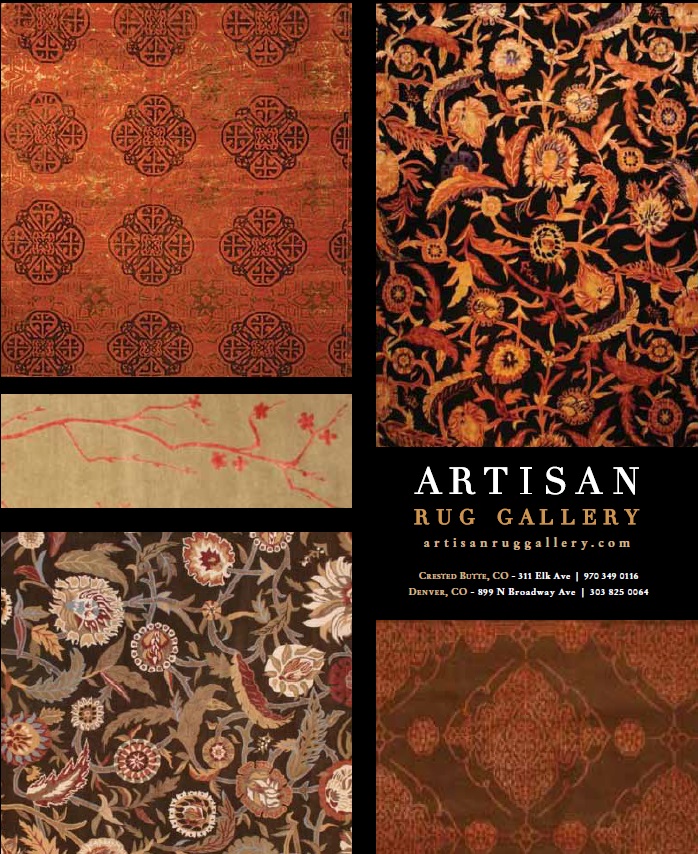 ARTISAN
RUG GALLERY
artisanruggallery.com
Crested Butte, CO - 311 Elk Ave | 970 349 0116
Denver, CO - 899 N Broadway Ave | 303 825 0064